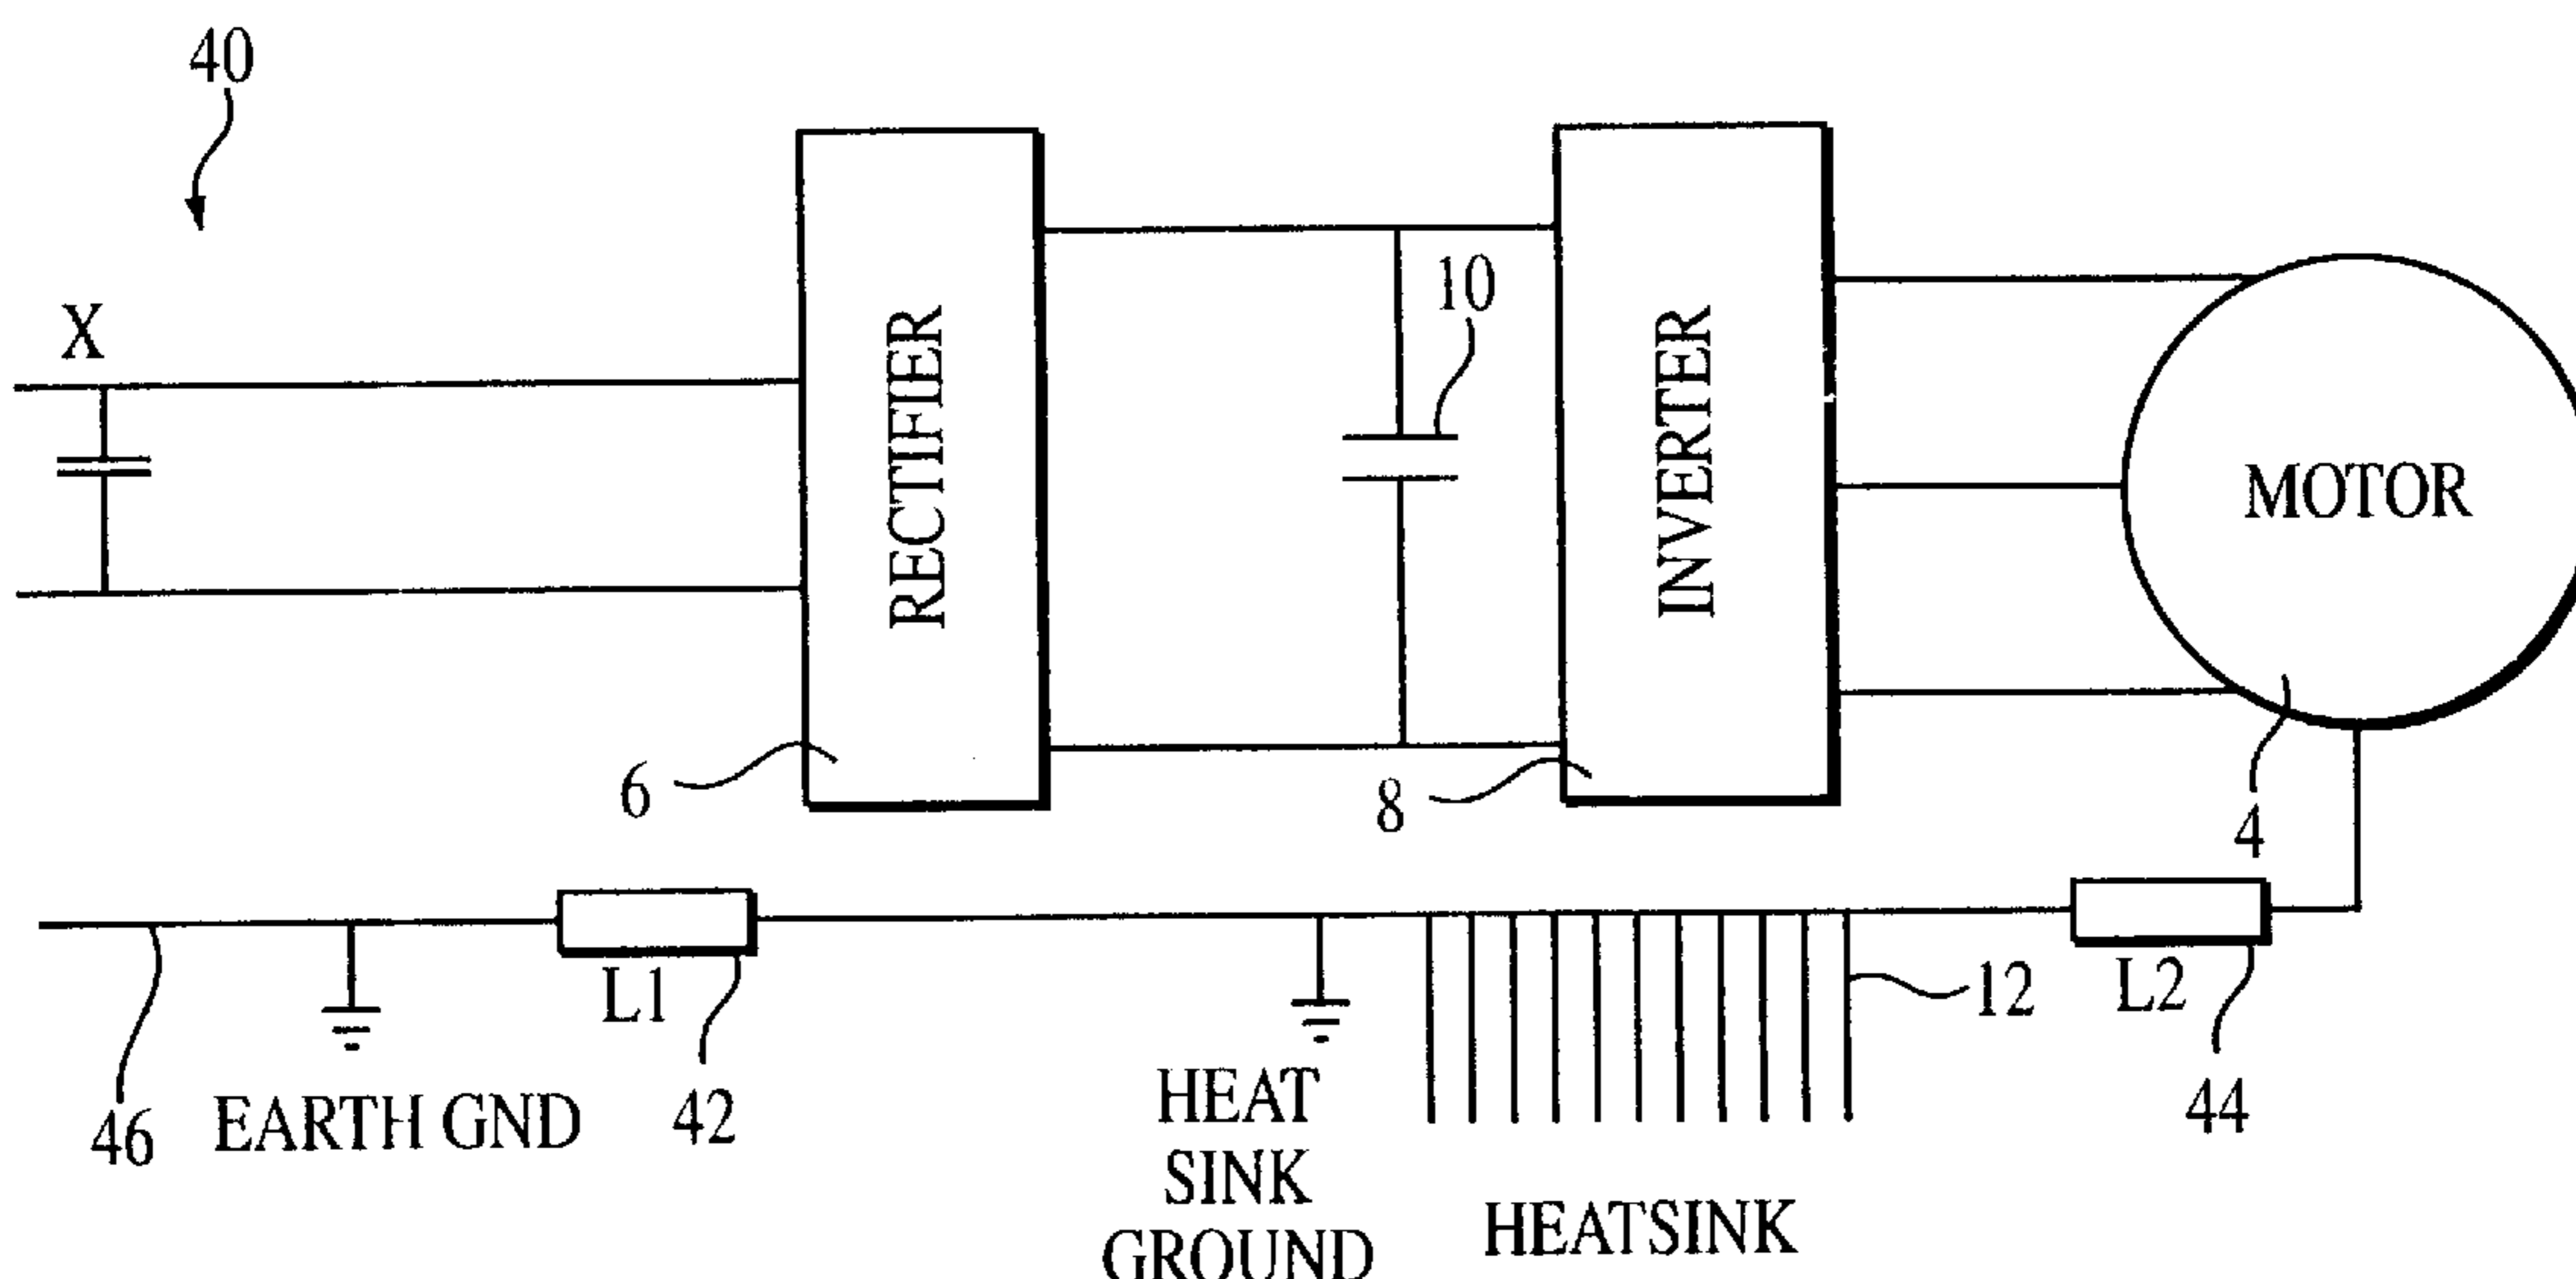 40
X
10
RECTIFIER
INVERTER
MOTOR
6
8
4
L1
L2
12
46
EARTH GND
42
44
HEAT
SINK
GROUND
HEATSINK